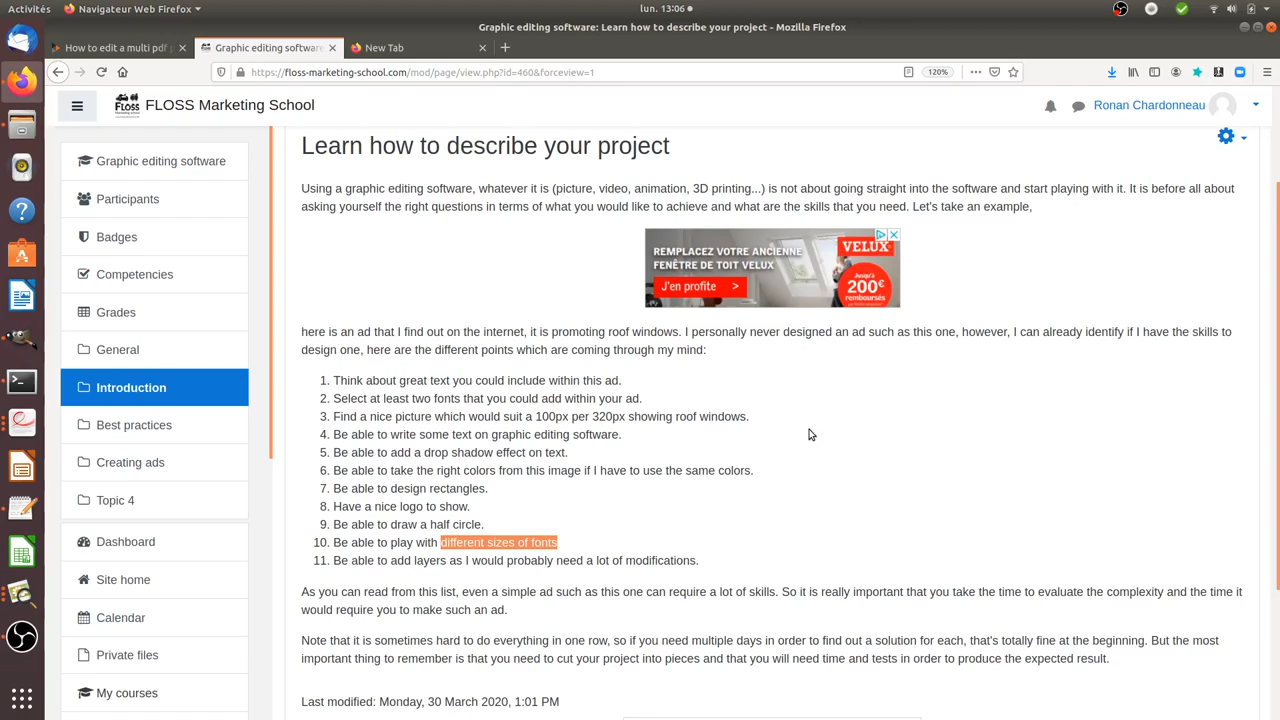 Activités
Navigateur Web Firefox
lun. 13:06
Graphic editing software: Learn how to describe your project - Mozilla Firefox
How to edit a multi pdf
Graphic editing software:
New Tab
https://floss-marketing-school.com/mod/page/view.php?id=460&forceview=1
120%
FLOSS
FLOSS Marketing School
Ronan Chardonneau
Graphic editing software
Participants
Badges
Competencies
Grades
General
Introduction
Best practices
Creating ads
Topic 4
Dashboard
Site home
Calendar
Private files
My courses
Learn how to describe your project
Using a graphic editing software, whatever it is (picture, video, animation, 3D printing...) is not about going straight into the software and start playing with it. It is before all about
asking yourself the right questions in terms of what you would like to achieve and what are the skills that you need. Let's take an example,
REMPLACEZ VOTRE ANCIENNE
FENÊTRE DE TOIT VELUX
J'en profite >
VELUX
Jusqu'à
200€
remboursés
here is an ad that I find out on the internet, it is promoting roof windows. I personally never designed an ad such as this one, however, I can already identify if I have the skills to
design one, here are the different points which are coming through my mind:
1. Think about great text you could include within this ad.
2. Select at least two fonts that you could add within your ad.
3. Find a nice picture which would suit a 100px per 320px showing roof windows.
4. Be able to write some text on graphic editing software.
5. Be able to add a drop shadow effect on text.
6. Be able to take the right colors from this image if I have to use the same colors.
7. Be able to design rectangles.
8. Have a nice logo to show.
9. Be able to draw a half circle.
10. Be able to play with different sizes of fonts
11. Be able to add layers as I would probably need a lot of modifications.
As you can read from this list, even a simple ad such as this one can require a lot of skills. So it is really important that you take the time to evaluate the complexity and the time it
would require you to make such an ad.
Note that it is sometimes hard to do everything in one row, so if you need multiple days in order to find out a solution for each, that's totally fine at the beginning. But the most
important thing to remember is that you need to cut your project into pieces and that you will need time and tests in order to produce the expected result.
Last modified: Monday, 30 March 2020, 1:01 PM